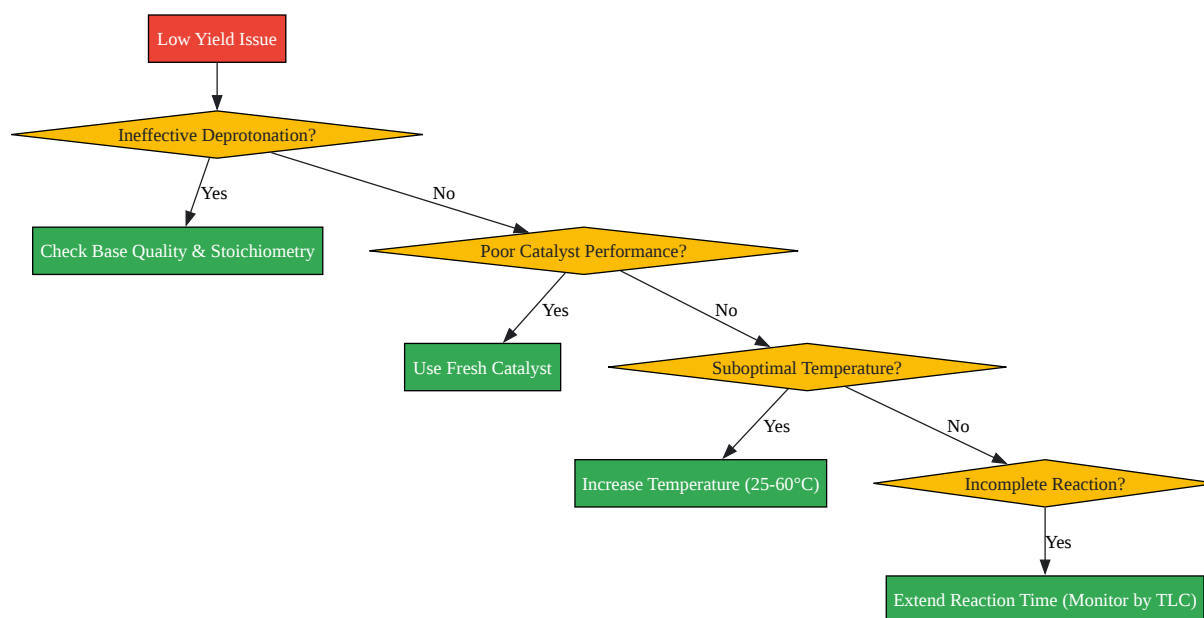 Low Yield Issue
Ineffective Deprotonation?
Yes
No
Check Base Quality & Stoichiometry
Poor Catalyst Performance?
Yes
No
Use Fresh Catalyst
Suboptimal Temperature?
Yes
No
Increase Temperature (25-60°C)
Incomplete Reaction?
Yes
Extend Reaction Time (Monitor by TLC)